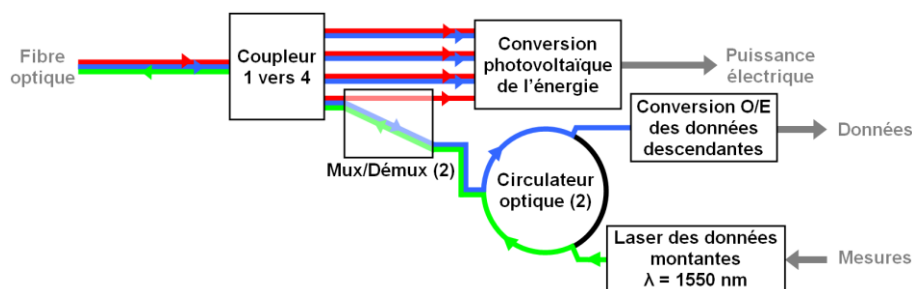 Fibre
optique
Coupleur
1 vers 4
Conversion
photovoltaïque
de l'énergie
Puissance
électrique
Conversion O/E
des données
descendantes
Données
Mux/Démux (2)
Circulateur
optique (2)
Laser des données
montantes
λ = 1550 nm
Mesures